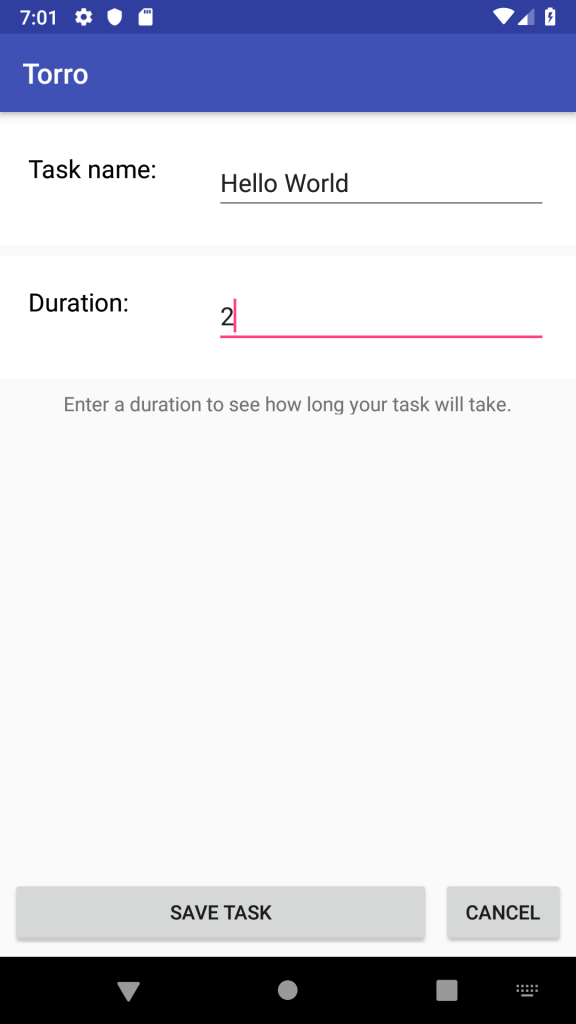 7:01
Torro
Task name:
Hello World
Duration:
2
Enter a duration to see how long your task will take.
SAVE TASK
CANCEL